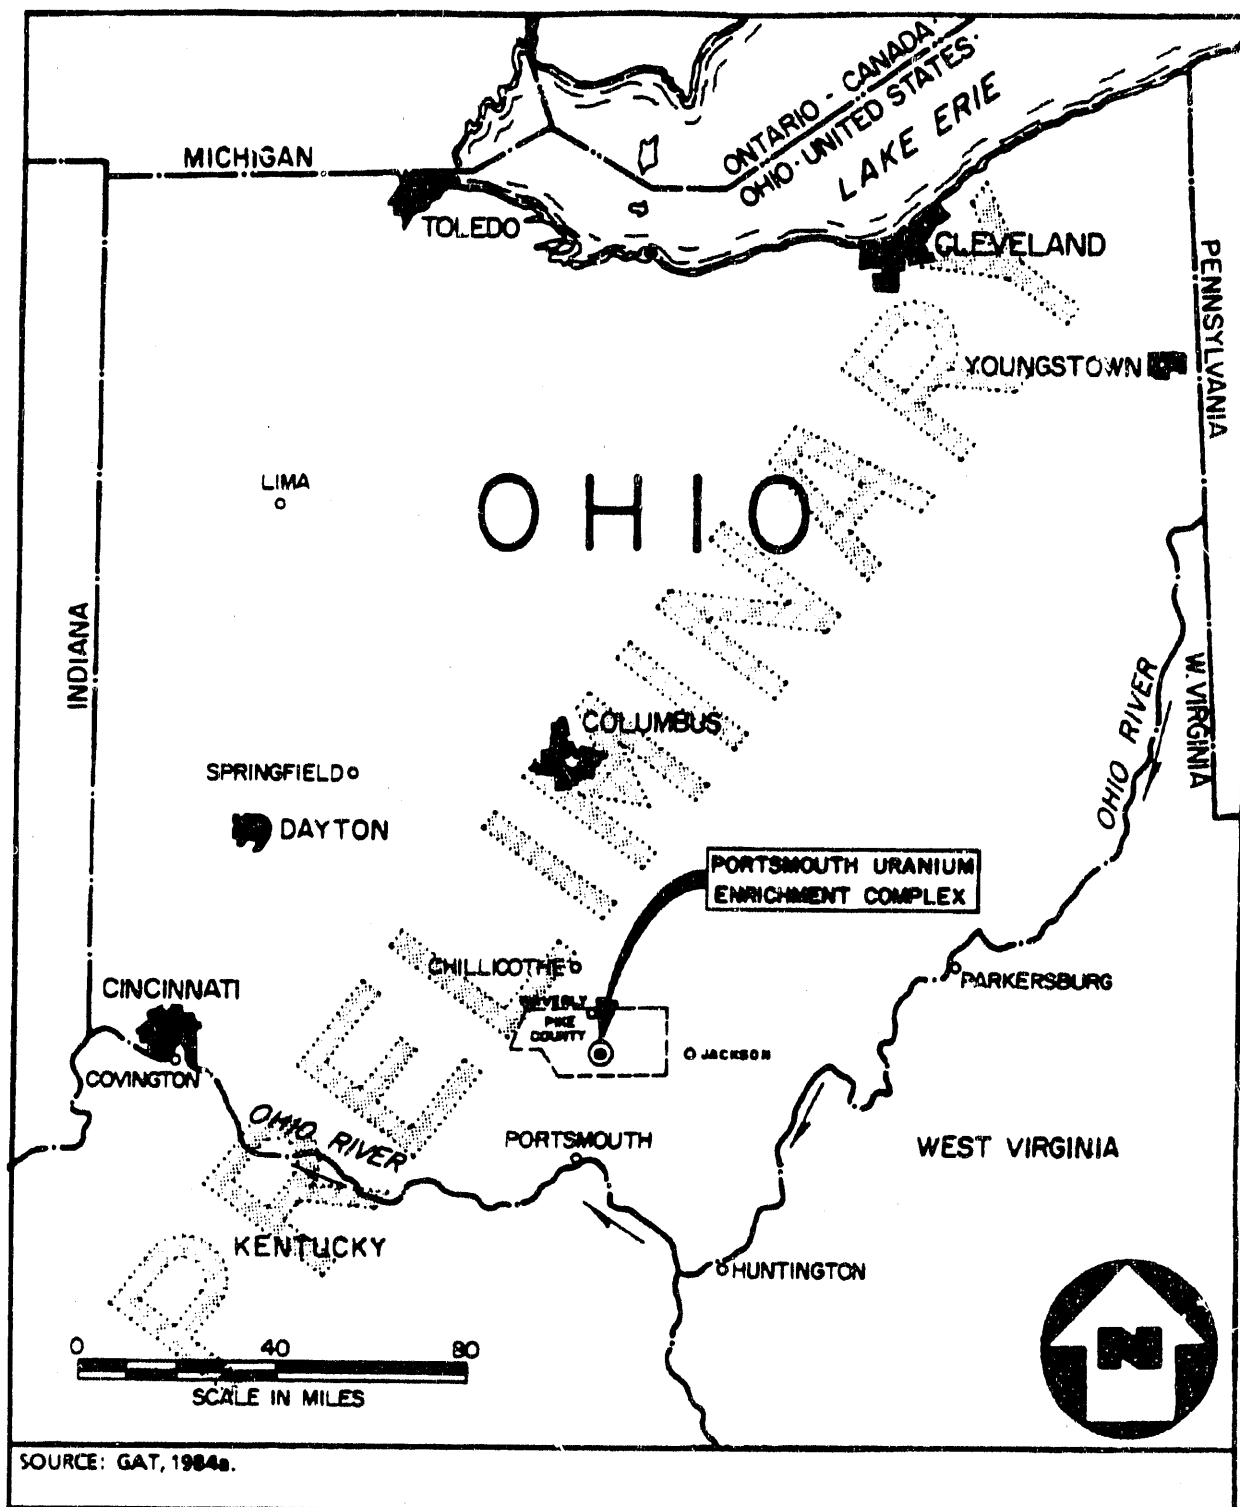 ONTARIO - CANADA
OHIO - UNITED STATES
LAKE ERIE
MICHIGAN
TOLEDO
CLEVELAND
PENNSYLVANIA
YOUNGSTOWN
LIMA
OHIO
INDIANA
W. VIRGINIA
OHIO RIVER
COLUMBUS
SPRINGFIELD
DAYTON
PORTSMOUTH URANIUM
ENRICHMENT COMPLEX
CHILLICOTHE
PARKERSBURG
CINCINNATI
WAVERLY
PIKE
COUNTY
JACKSON
COVINGTON
OHIO RIVER
PORTSMOUTH
WEST VIRGINIA
KENTUCKY
HUNTINGTON
PRELIMINARY
0 40 80
SCALE IN MILES
N
SOURCE: GAT, 1984a.